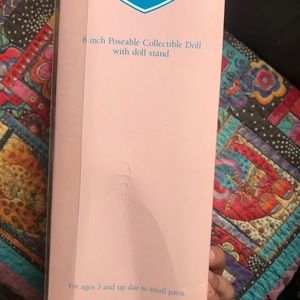 8 inch Poseable Collectible Doll
with doll stand
For ages 3 and up due to small parts